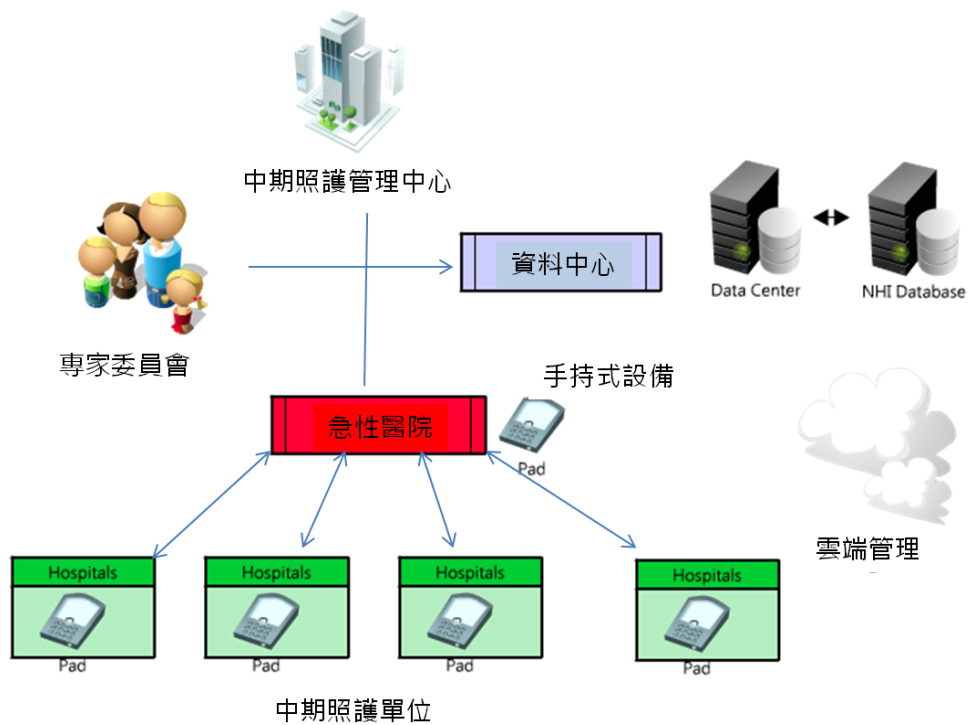 中期照護管理中心
資料中心
Data Center
NHI Database
專家委員會
手持式設備
急性醫院
Pad
雲端管理
Hospitals
Hospitals
Hospitals
Hospitals
Pad
Pad
Pad
Pad
中期照護單位